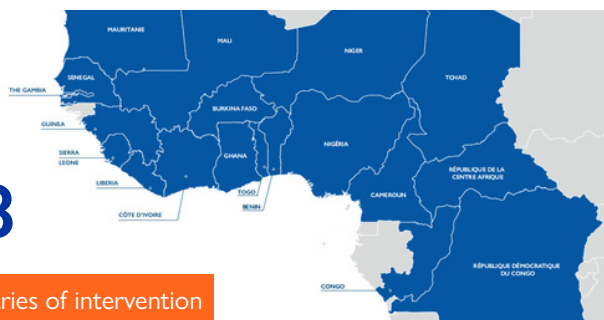 MAURITANIE
MALI
NIGER
TCHAD
SENEGAL
THE GAMBIA
BURKINA FASO
GUINEA
GHANA
NIGÉRIA
SIERRA
LEONE
RÉPUBLIQUE DE LA
CENTRE AFRIQUE
LIBERIA
TOGO
BENIN
CAMEROUN
CÔTE D'IVOIRE
3
RÉPUBLIQUE DÉMOCRATIQUE
DU CONGO
CONGO
ries of intervention